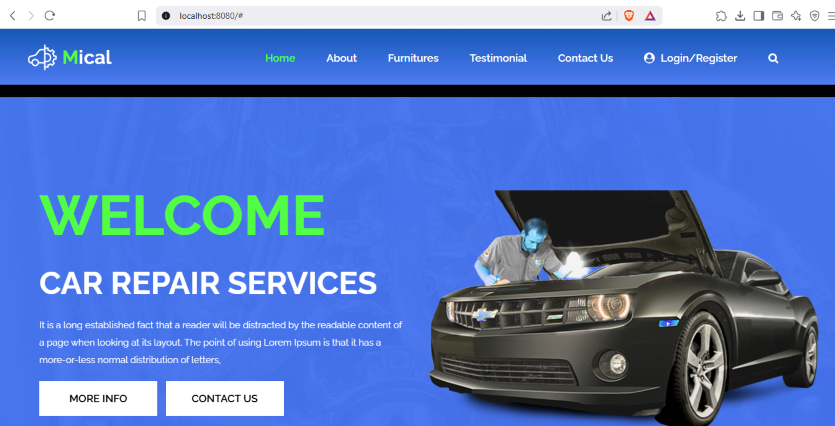 localhost:8080/#
Mical
Home About Furnitures Testimonial Contact Us Login/Register
WELCOME
CAR REPAIR SERVICES
It is a long established fact that a reader will be distracted by the readable content of
a page when looking at its layout. The point of using Lorem Ipsum is that it has a
more-or-less normal distribution of letters,
MORE INFO CONTACT US